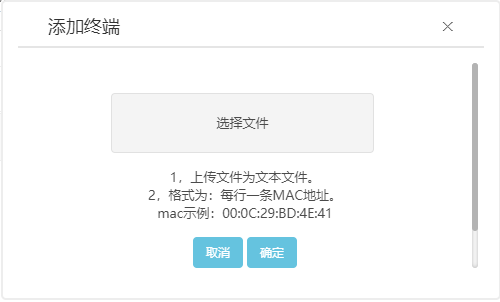 添加终端
选择文件
1，上传文件为文本文件。
2，格式为：每行一条MAC地址。
mac示例：00:0C:29:BD:4E:41
取消 确定